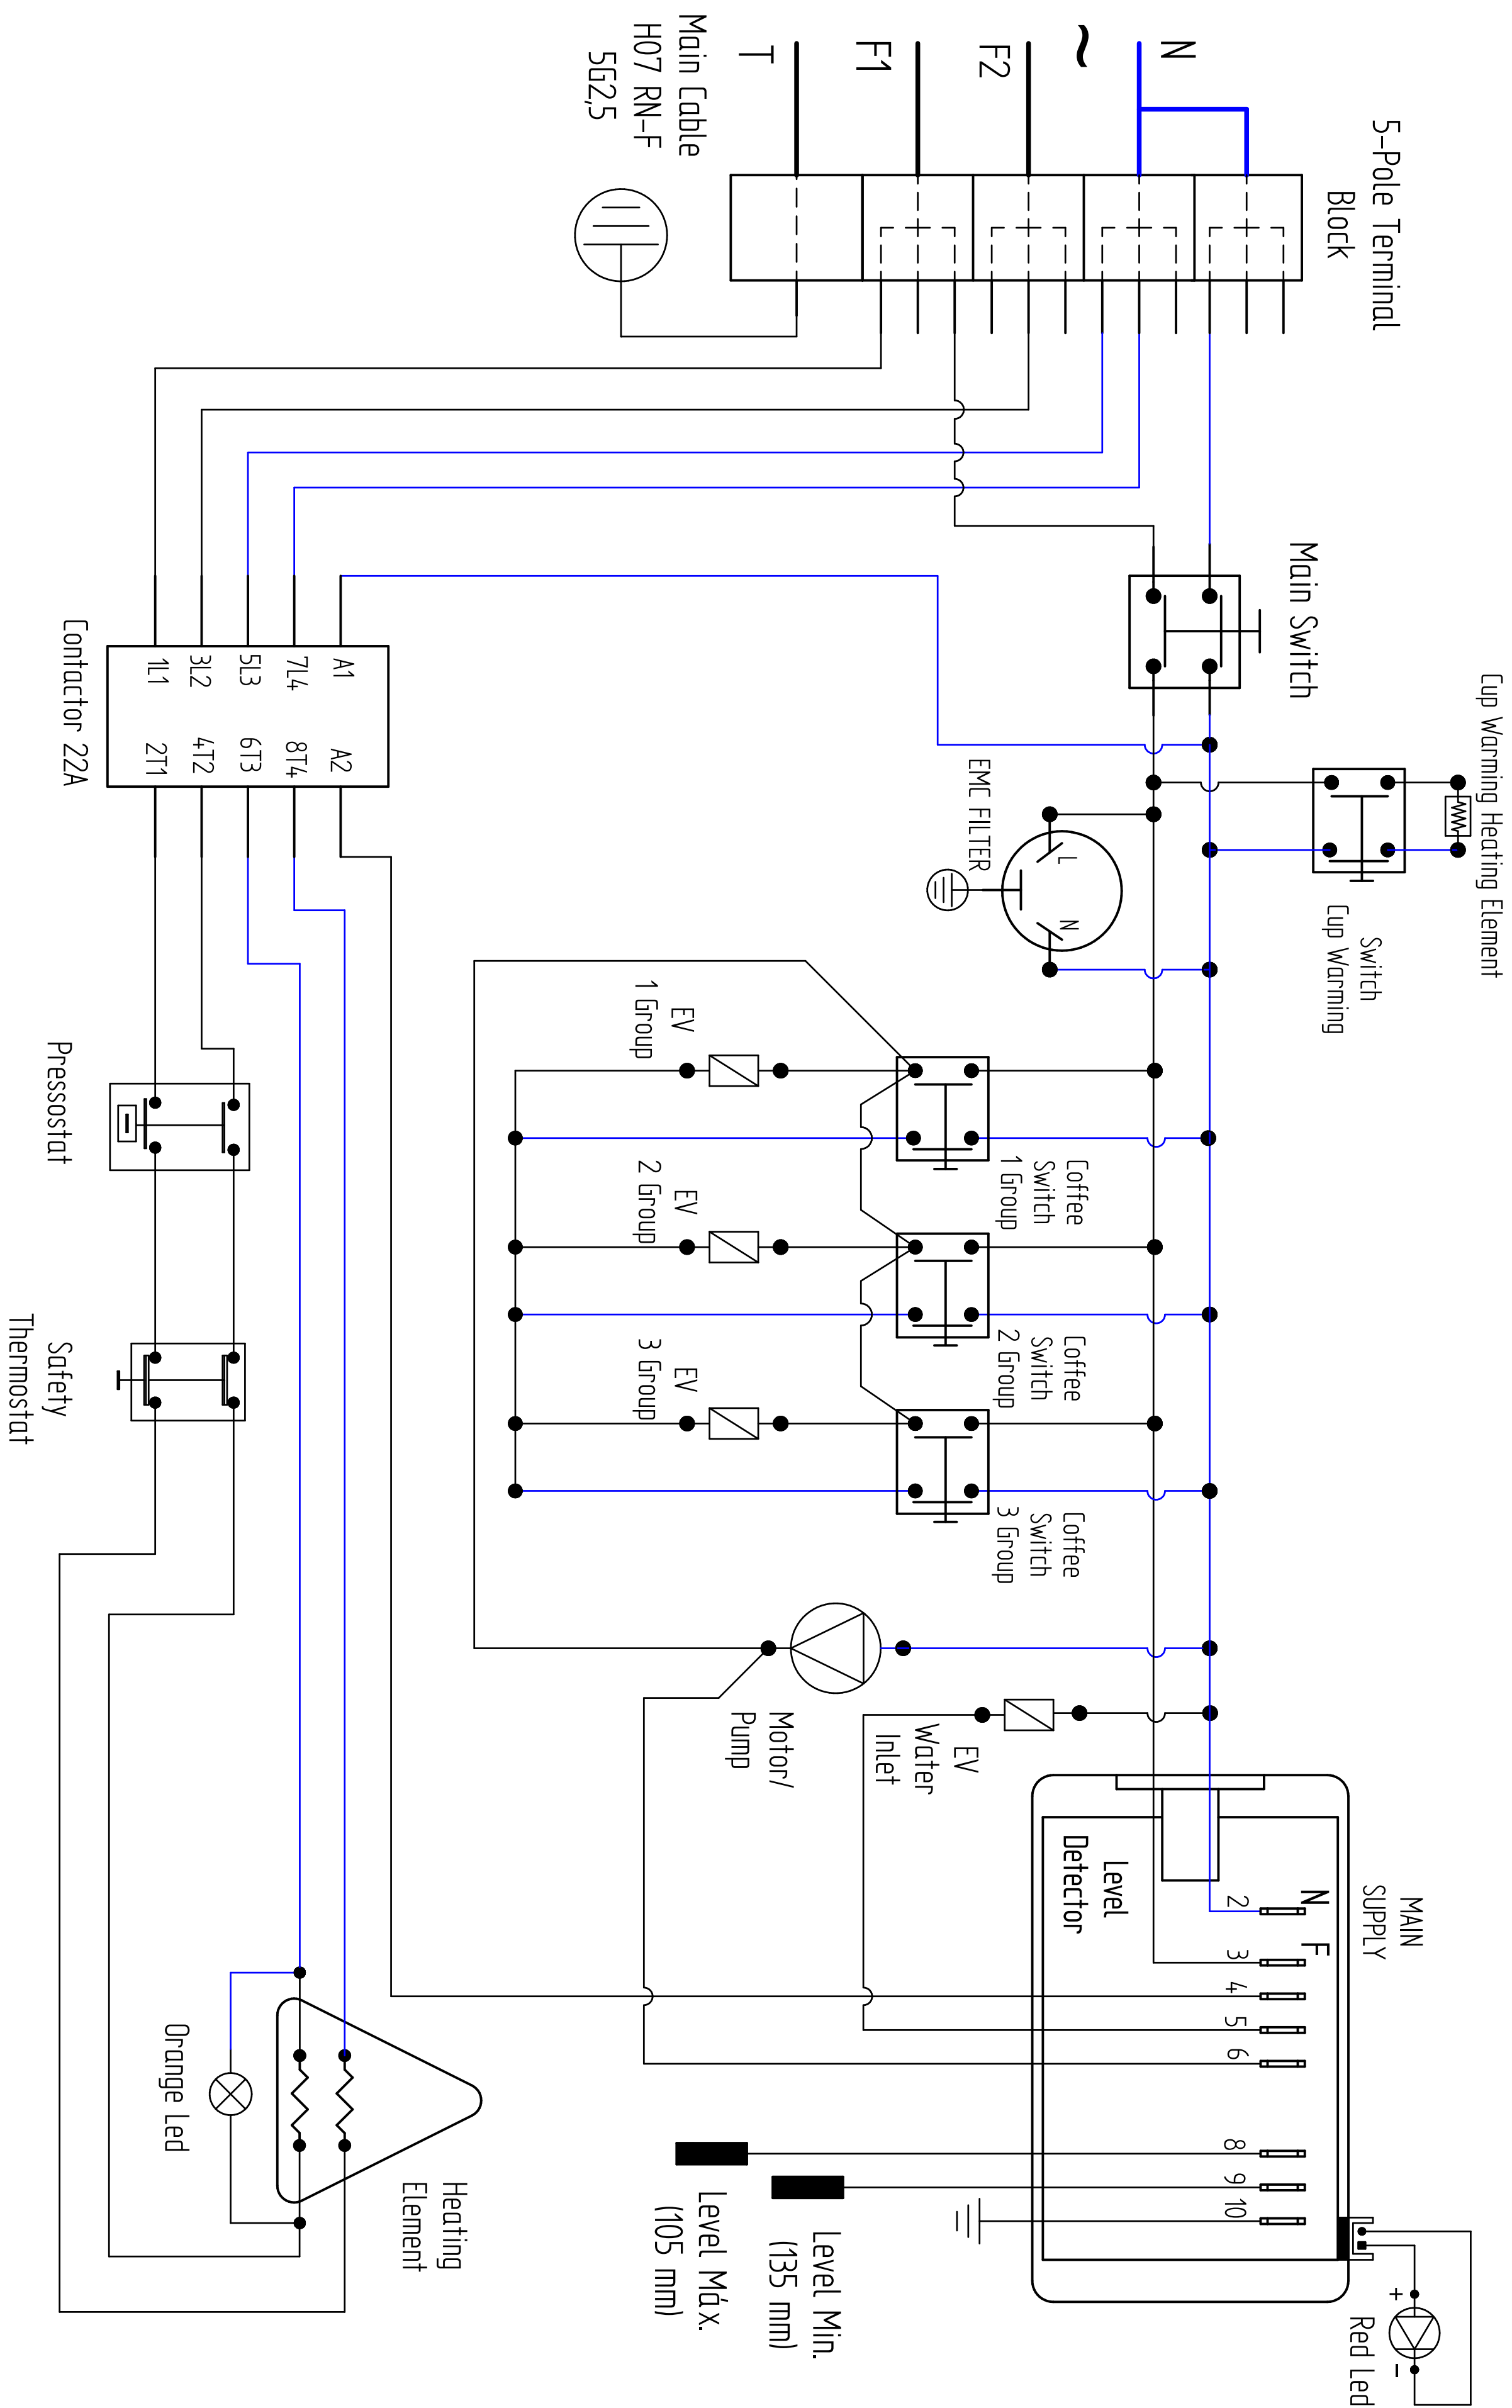 5-Pole Terminal
Block
N
~
F2
F1
T
Main Cable
H07 RN-F
5G2,5
Main Switch
Cup Warming Heating Element
Switch
Cup Warming
EMC FILTER
L
N
A1
7L4
5L3
3L2
1L1
A2
8T4
6T3
4T2
2T1
Contactor 22A
Coffee
Switch
1 Group
EV
1 Group
Coffee
Switch
2 Group
EV
2 Group
Coffee
Switch
3 Group
EV
3 Group
Pressostat
Safety
Thermostat
Motor/
Pump
EV
Water
Inlet
MAIN
SUPPLY
N
F
2
3
4
5
6
8
9
10
Level
Detector
Level Min.
(135 mm)
Level Máx.
(105 mm)
Heating
Element
Orange Led
+
-
Red Led